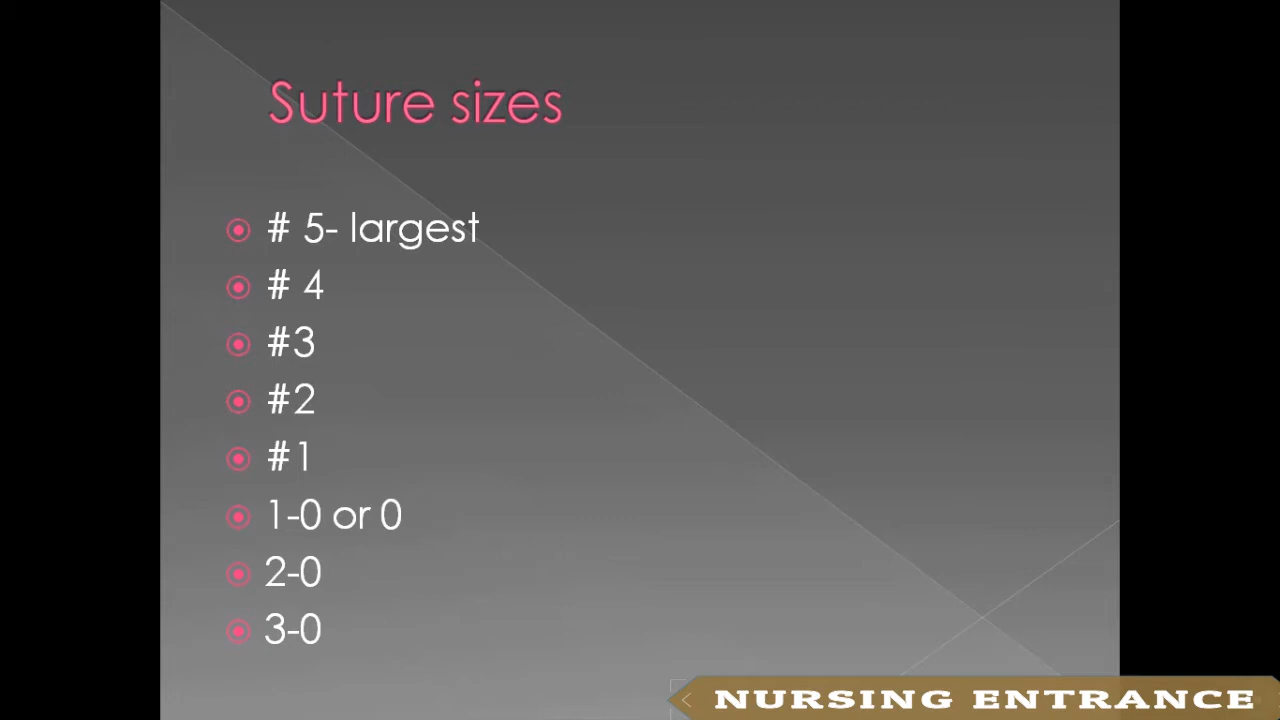 Suture sizes
# 5- largest
# 4
#3
#2
#1
1-0 or 0
2-0
3-0
NURSING ENTRANCE